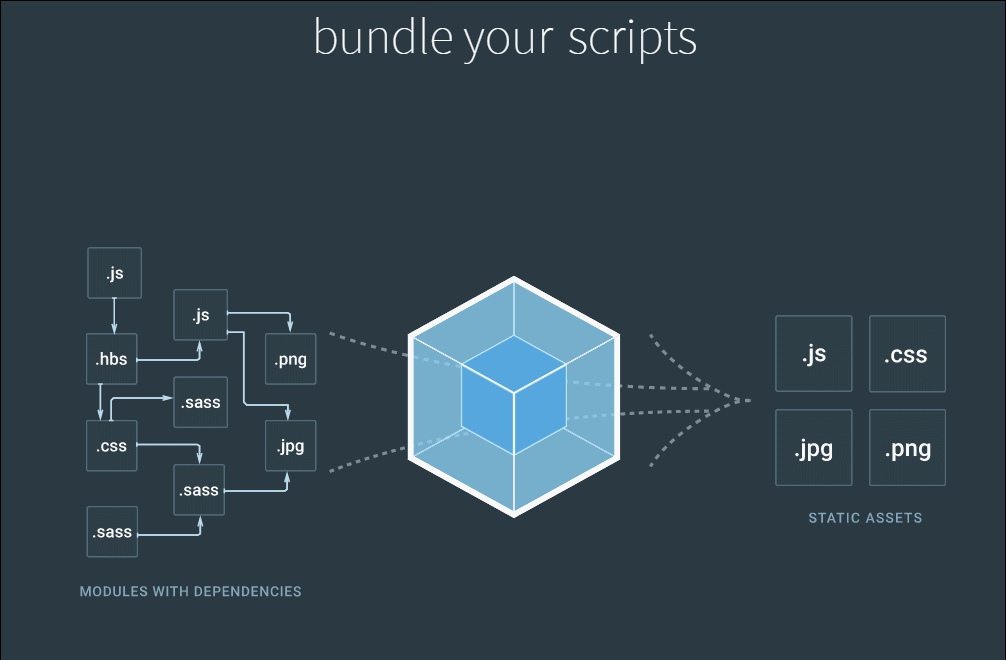 bundle your scripts
.js
.js
.hbs
.png
.sass
.css
.jpg
.sass
.sass
MODULES WITH DEPENDENCIES
.js
.css
.jpg
.png
STATIC ASSETS